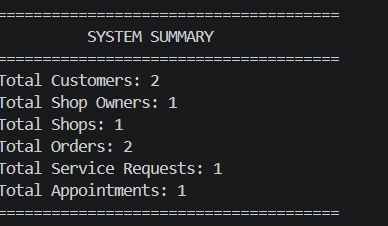 =======================================
SYSTEM SUMMARY
=======================================
Total Customers: 2
Total Shop Owners: 1
Total Shops: 1
Total Orders: 2
Total Service Requests: 1
Total Appointments: 1
=======================================